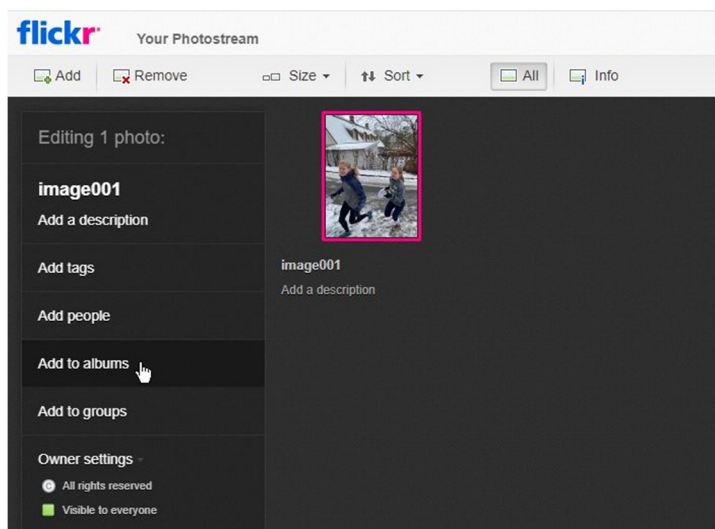 flickr
Your Photostream
Add Remove Size Sort All Info
Editing 1 photo:
image001
Add a description
Add tags
image001
Add a description
Add people
Add to albums
Add to groups
Owner settings
All rights reserved
Visible to everyone